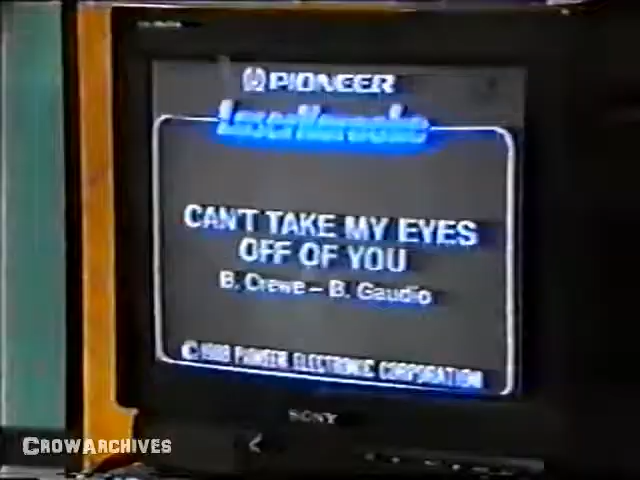 PIONEER
LaserKaraoke
CAN'T TAKE MY EYES
OFF OF YOU
B. Crewe – B. Gaudio
PIONEER ELECTRONIC CORPORATION
SONY
CROWARCHIVES